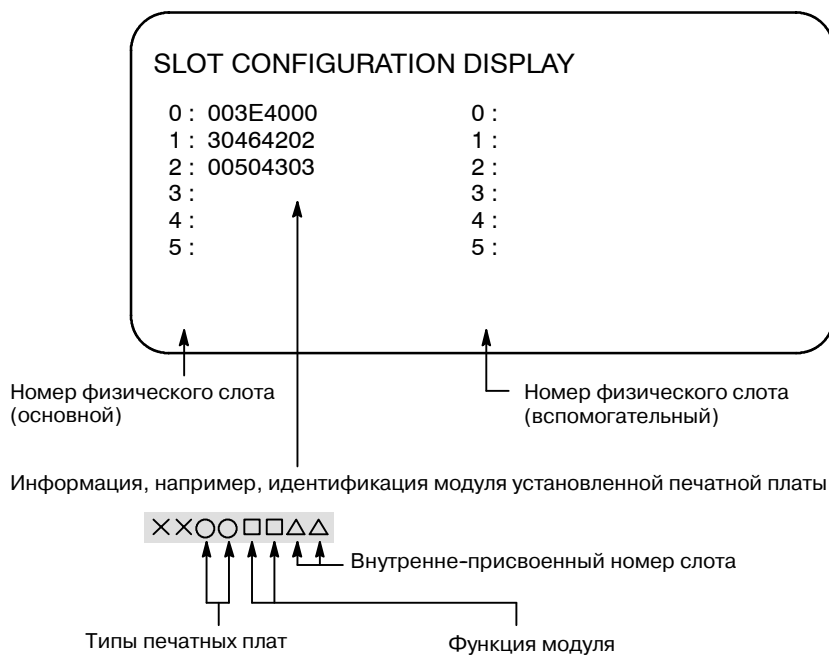 SLOT CONFIGURATION DISPLAY
0 : 003E4000 0 :
1 : 30464202 1 :
2 : 00504303 2 :
3 : 3 :
4 : 4 :
5 : 5 :
Номер физического слота
(основной)
Номер физического слота
(вспомогательный)
Информация, например, идентификация модуля установленной печатной платы
××○○□□△△
Внутренне-присвоенный номер слота
Типы печатных плат
Функция модуля